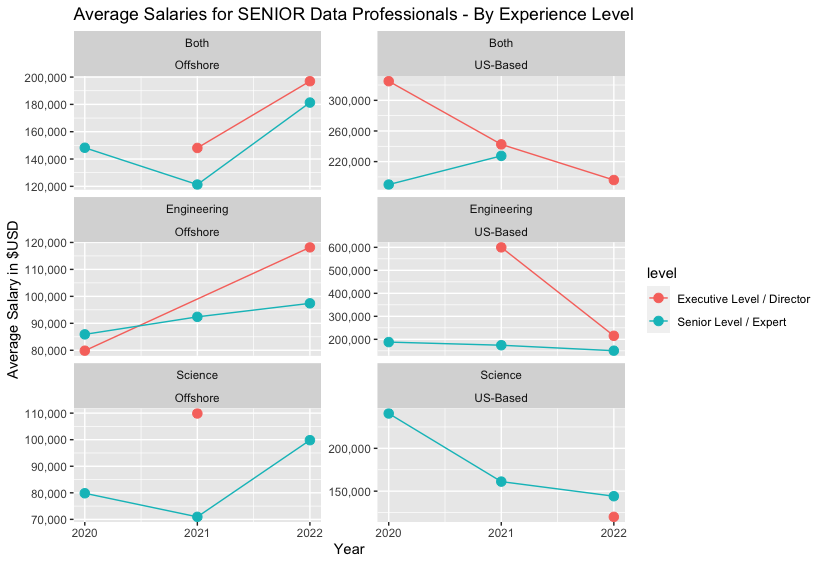 Average Salaries for SENIOR Data Professionals - By Experience Level
Both
Offshore
200,000
180,000
160,000
140,000
120,000
Both
US-Based
300,000
260,000
220,000
Engineering
Offshore
120,000
110,000
100,000
90,000
80,000
Engineering
US-Based
600,000
500,000
400,000
300,000
200,000
Science
Offshore
110,000
100,000
90,000
80,000
70,000
2020
2021
2022
Science
US-Based
200,000
150,000
2020
2021
2022
Average Salary in $USD
Year
level
Executive Level / Director
Senior Level / Expert